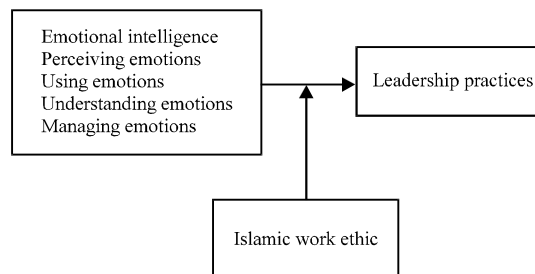 Emotional intelligence
Perceiving emotions
Using emotions
Understanding emotions
Managing emotions
Leadership practices
Islamic work ethic